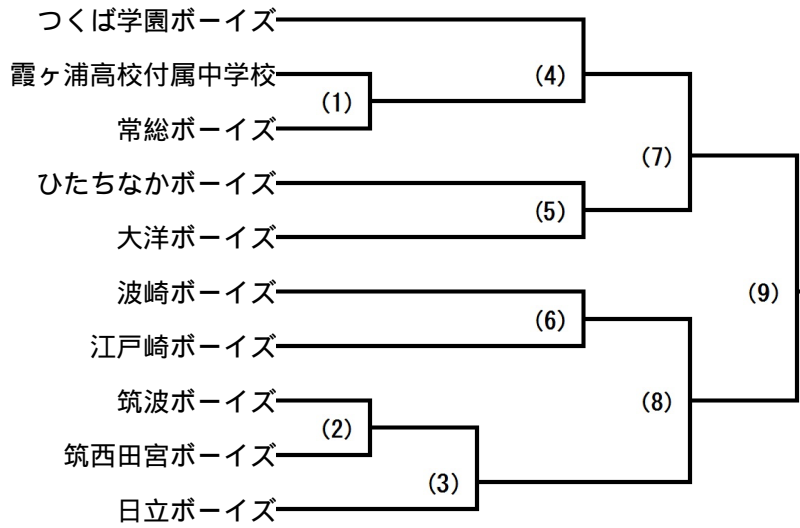 つくば学園ボーイズ
霞ヶ浦高校付属中学校
(1)
常総ボーイズ
(4)
ひたちなかボーイズ
(5)
大洋ボーイズ
(7)
波崎ボーイズ
(6)
江戸崎ボーイズ
筑波ボーイズ
(2)
筑西田宮ボーイズ
(3)
日立ボーイズ
(8)
(9)